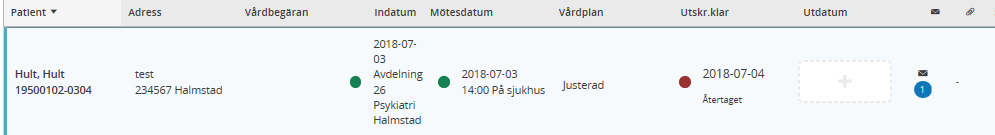 Patient Adress Vårdbegäran Indatum Mötesdatum Vårdplan Utskr.klar Utdatum
Hult, Hult
19500102-0304
test
234567 Halmstad
2018-07-
03
Avdelning
26
Psykiatri
Halmstad
2018-07-03
14:00 På sjukhus
Justerad
2018-07-04
Återtaget
+
1
-